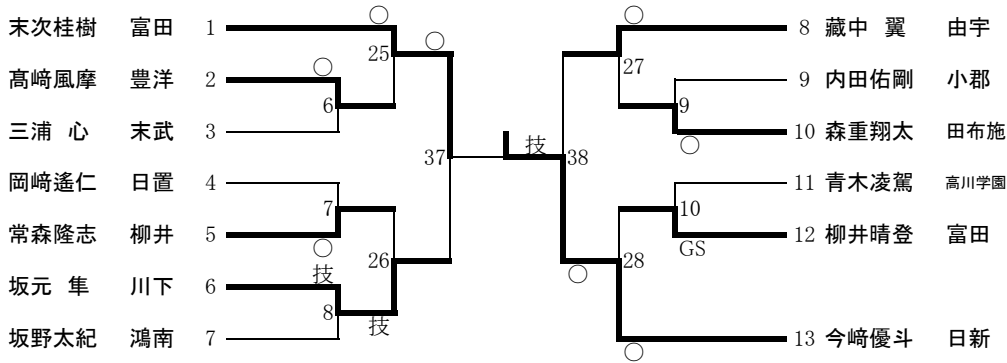 末次桂樹 富田 1
髙﨑風摩 豊洋 2
三浦 心 末武 3
岡﨑遙仁 日置 4
常森隆志 柳井 5
坂元 隼 川下 6
坂野太紀 鴻南 7
○
25
○
○
6
37
7
○
技
26
8
技
技
38
○
27
9
○
10
GS
28
○
○
8 藏中 翼 由宇
9 内田佑剛 小郡
10 森重翔太 田布施
11 青木凌駕 高川学園
12 柳井晴登 富田
13 今﨑優斗 日新